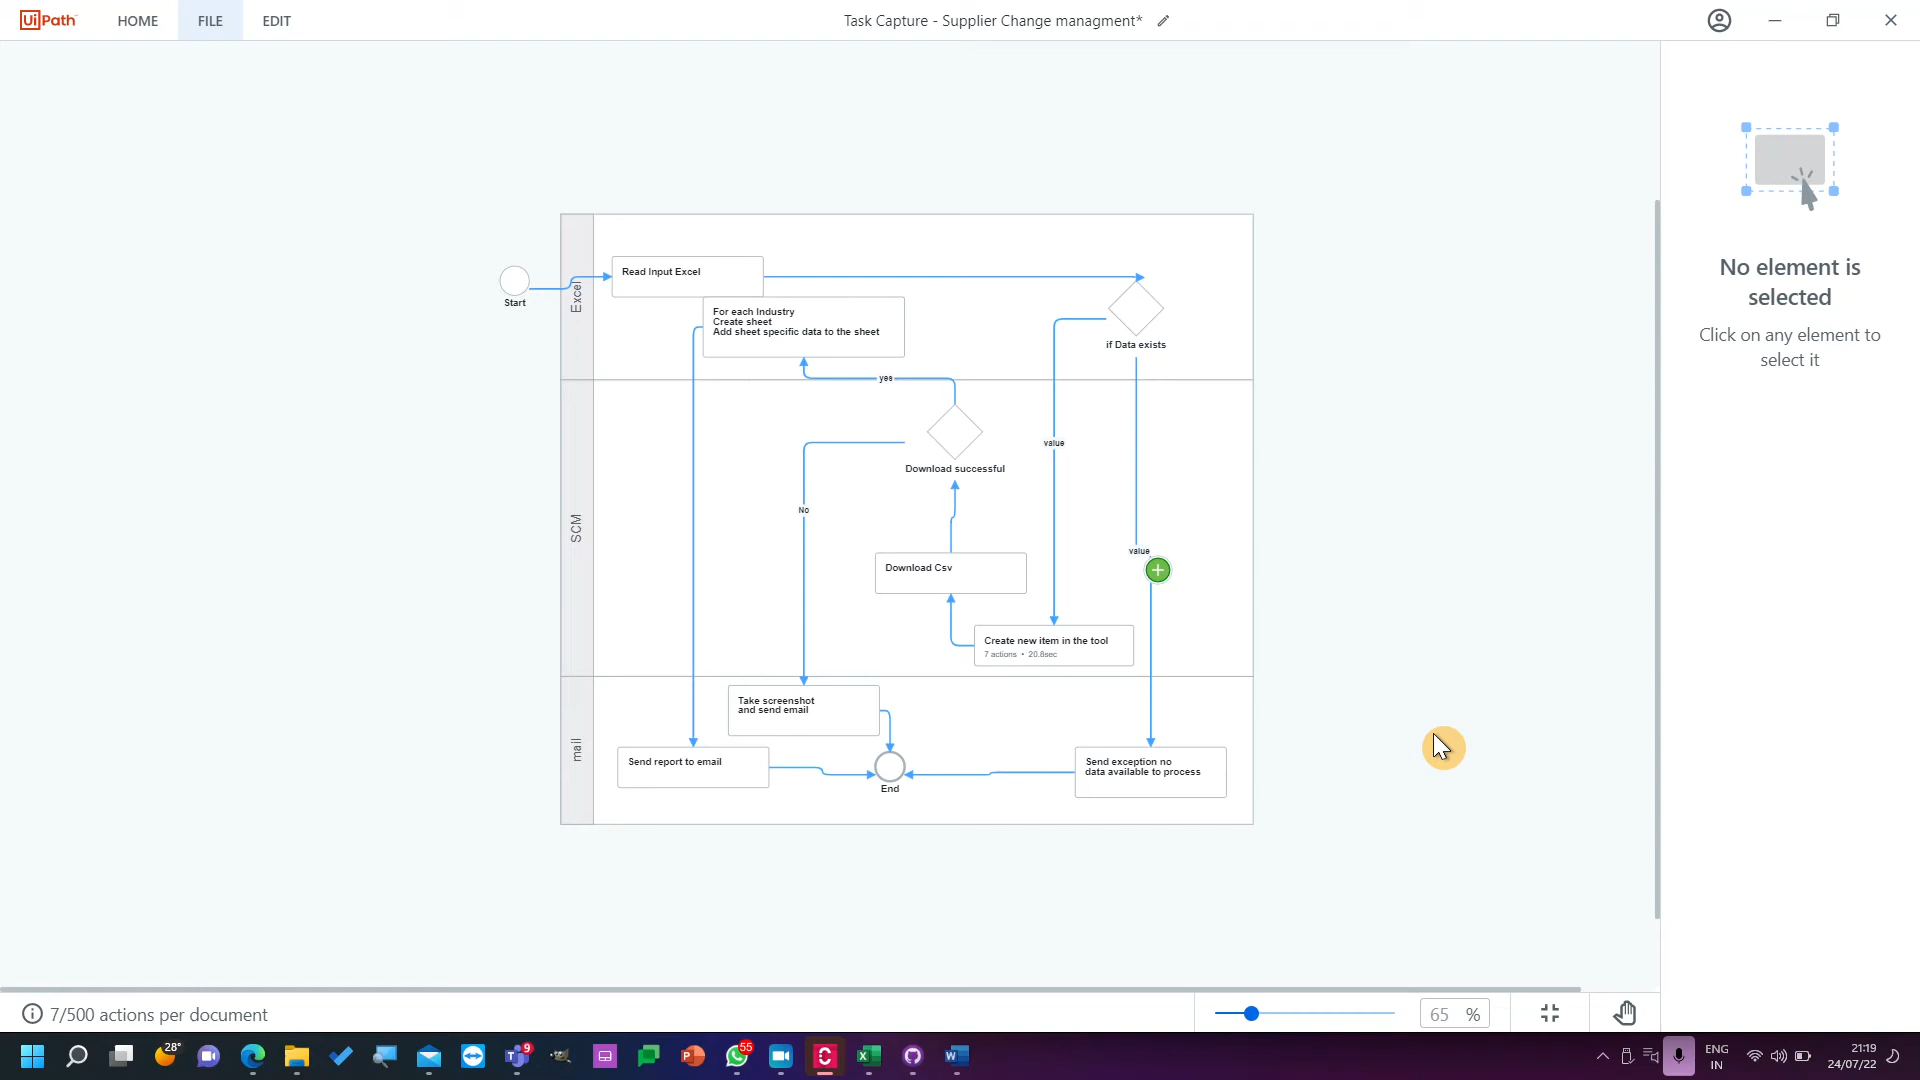 UiPath HOME FILE EDIT Task Capture - Supplier Change managment*
No element is
selected
Click on any element to
select it
Excel
Start
Read Input Excel
For each Industry
Create sheet
Add sheet specific data to the sheet
if Data exists
yes
SCM
Download successful
value
No
value
Download Csv
Create new item in the tool
7 actions • 20.8sec
mail
Take screenshot
and send email
Send report to email
End
Send exception no
data available to process
7/500 actions per document
65 %
28°
9
55
ENG
IN
21:19
24/07/22